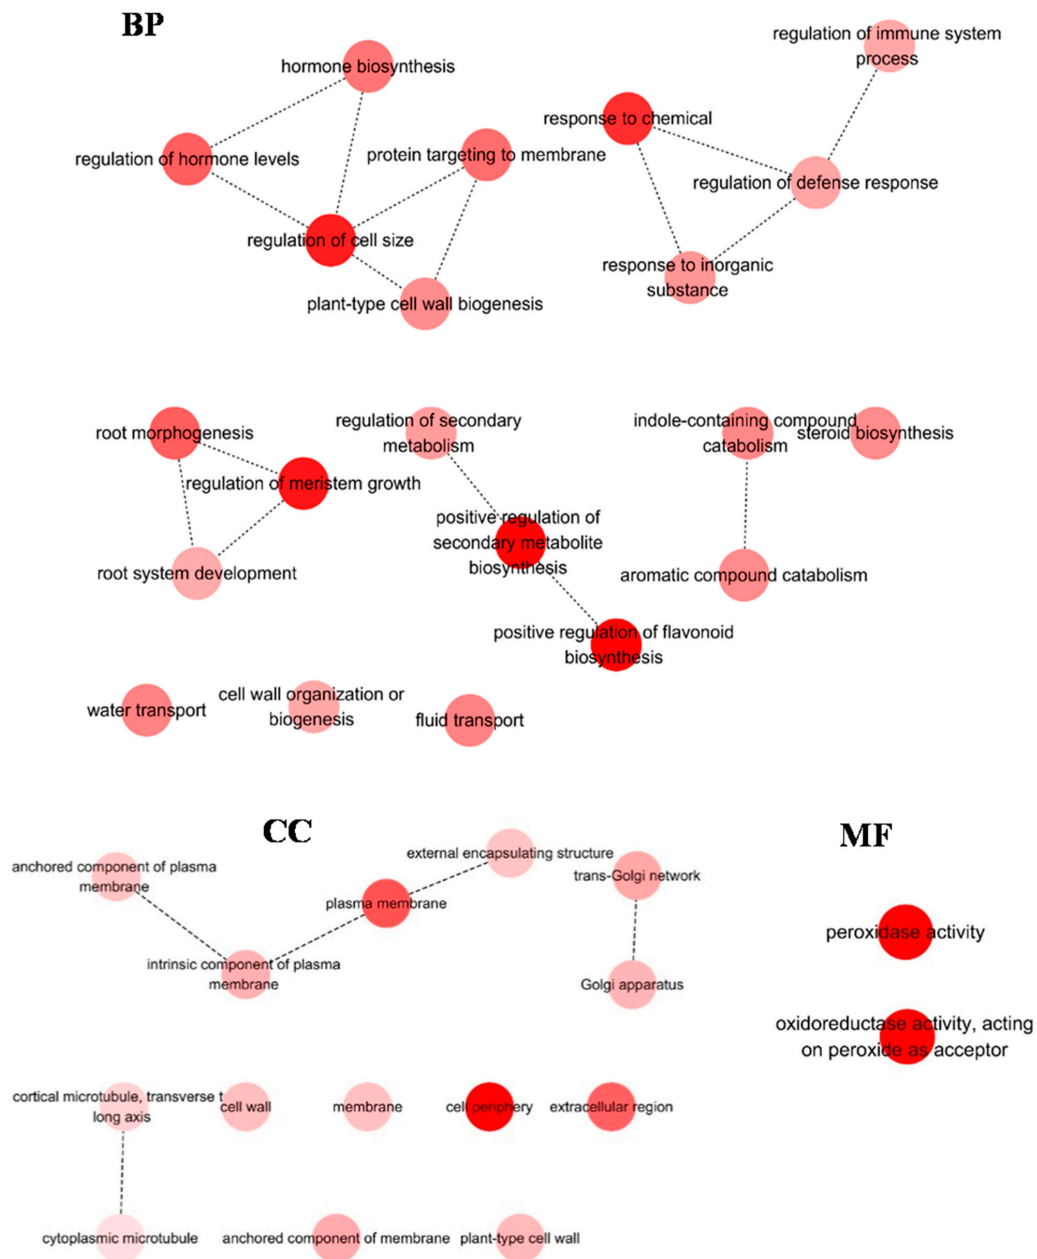 BP
hormone biosynthesis
regulation of hormone levels
protein targeting to membrane
regulation of cell size
plant-type cell wall biogenesis
regulation of immune system
process
response to chemical
regulation of defense response
response to inorganic
substance
root morphogenesis
regulation of meristem growth
root system development
regulation of secondary
metabolism
positive regulation of
secondary metabolite
biosynthesis
positive regulation of flavonoid
biosynthesis
indole-containing compound
catabolism
steroid biosynthesis
aromatic compound catabolism
water transport
cell wall organization or
biogenesis
fluid transport
CC
anchored component of plasma
membrane
plasma membrane
external encapsulating structure
intrinsic component of plasma
membrane
trans-Golgi network
Golgi apparatus
cortical microtubule, transverse t
long axis
cell wall
membrane
cell periphery
extracellular region
cytoplasmic microtubule
anchored component of membrane
plant-type cell wall
MF
peroxidase activity
oxidoreductase activity, acting
on peroxide as acceptor